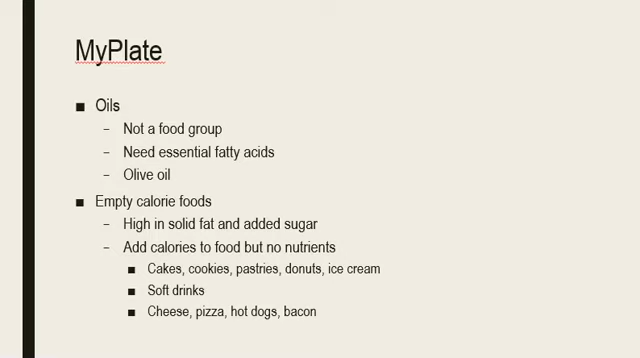 MyPlate
■ Oils
– Not a food group
– Need essential fatty acids
– Olive oil
■ Empty calorie foods
– High in solid fat and added sugar
– Add calories to food but no nutrients
■ Cakes, cookies, pastries, donuts, ice cream
■ Soft drinks
■ Cheese, pizza, hot dogs, bacon